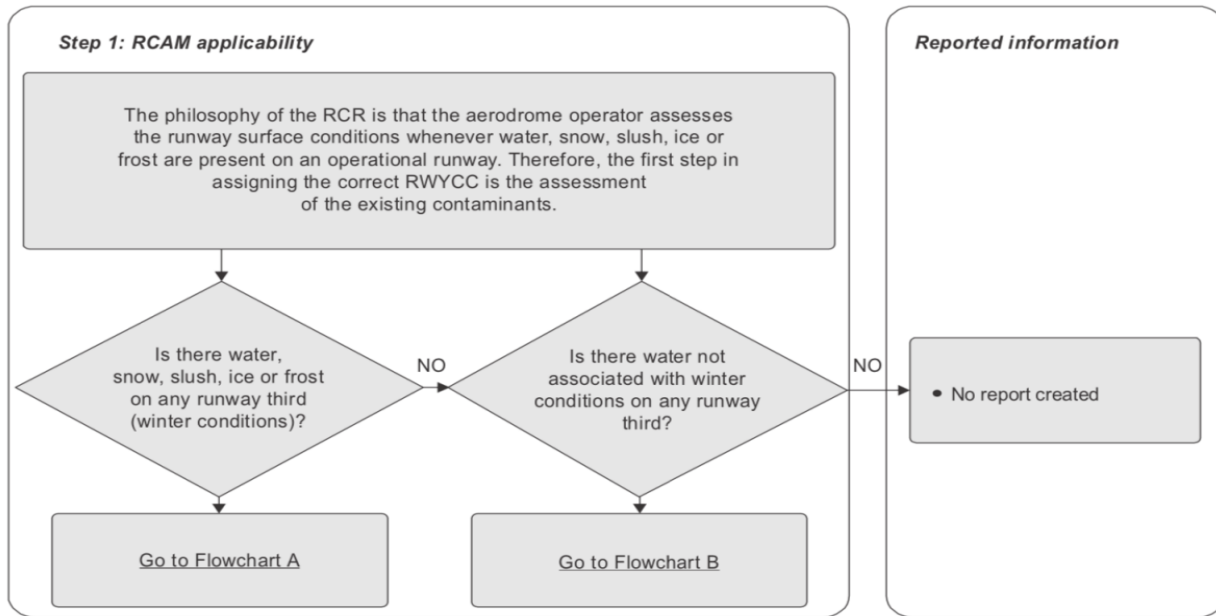 Step 1: RCAM applicability
The philosophy of the RCR is that the aerodrome operator assesses
the runway surface conditions whenever water, snow, slush, ice or
frost are present on an operational runway. Therefore, the first step in
assigning the correct RWYCC is the assessment
of the existing contaminants.
Is there water,
snow, slush, ice or frost
on any runway third
(winter conditions)?
NO
Is there water not
associated with winter
conditions on any runway
third?
NO
Go to Flowchart A
Go to Flowchart B
Reported information
• No report created